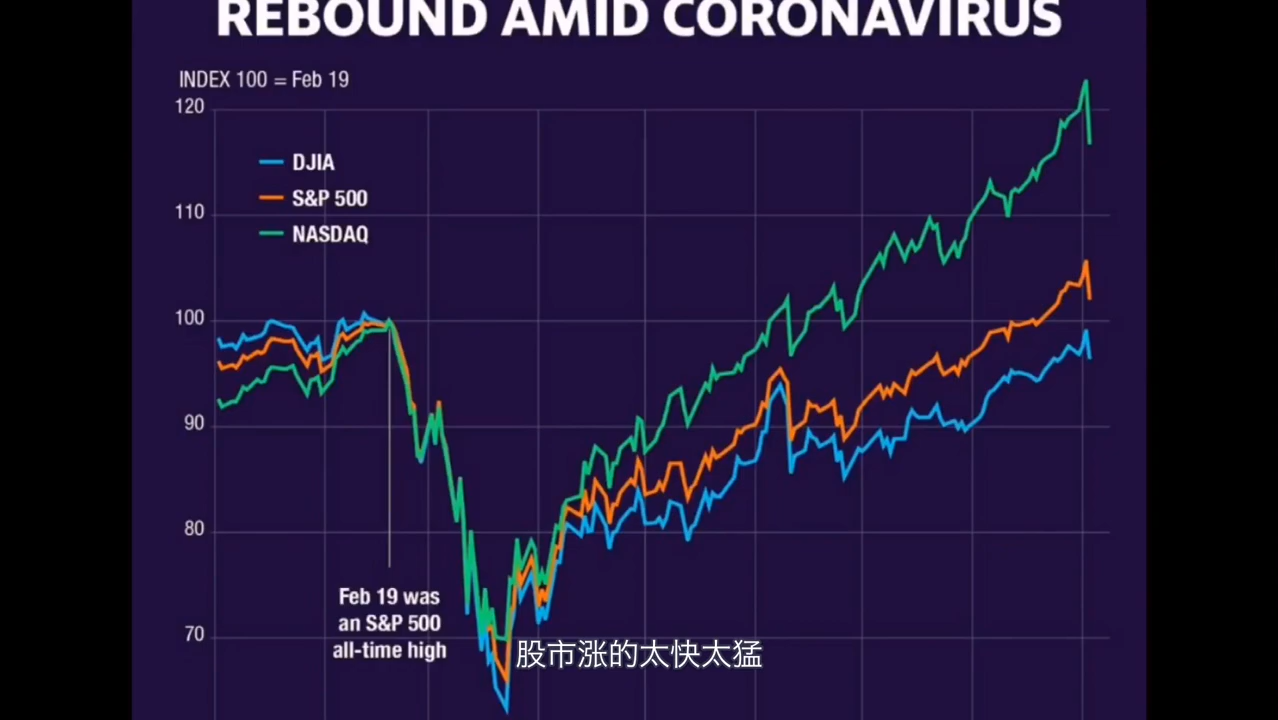 REBOUND AMID CORONAVIRUS
INDEX 100 = Feb 19
120
DJIA
S&P 500
110
NASDAQ
100
90
80
Feb 19 was
an S&P 500
all-time high
70
股市涨的太快太猛